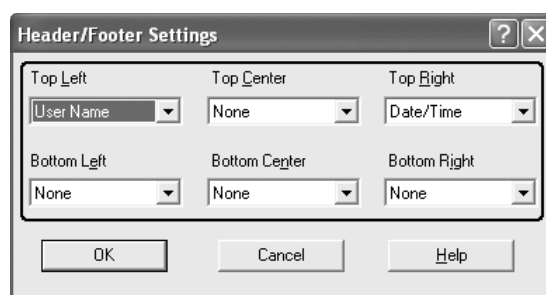 Header/Footer Settings
Top Left Top Center Top Right
User Name None Date/Time
Bottom Left Bottom Center Bottom Right
None None None
OK Cancel Help